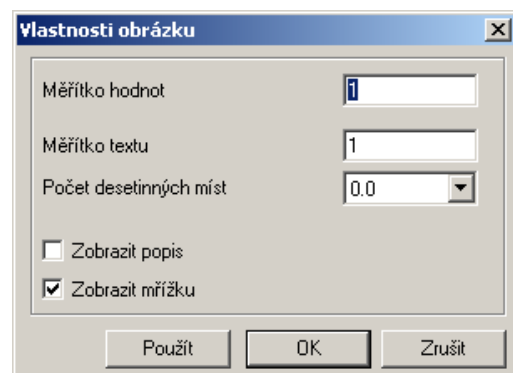 Vlastnosti obrázku
Měřítko hodnot 1
Měřítko textu 1
Počet desetinných míst 0.0
Zobrazit popis
Zobrazit mřížku
Použít OK Zrušit